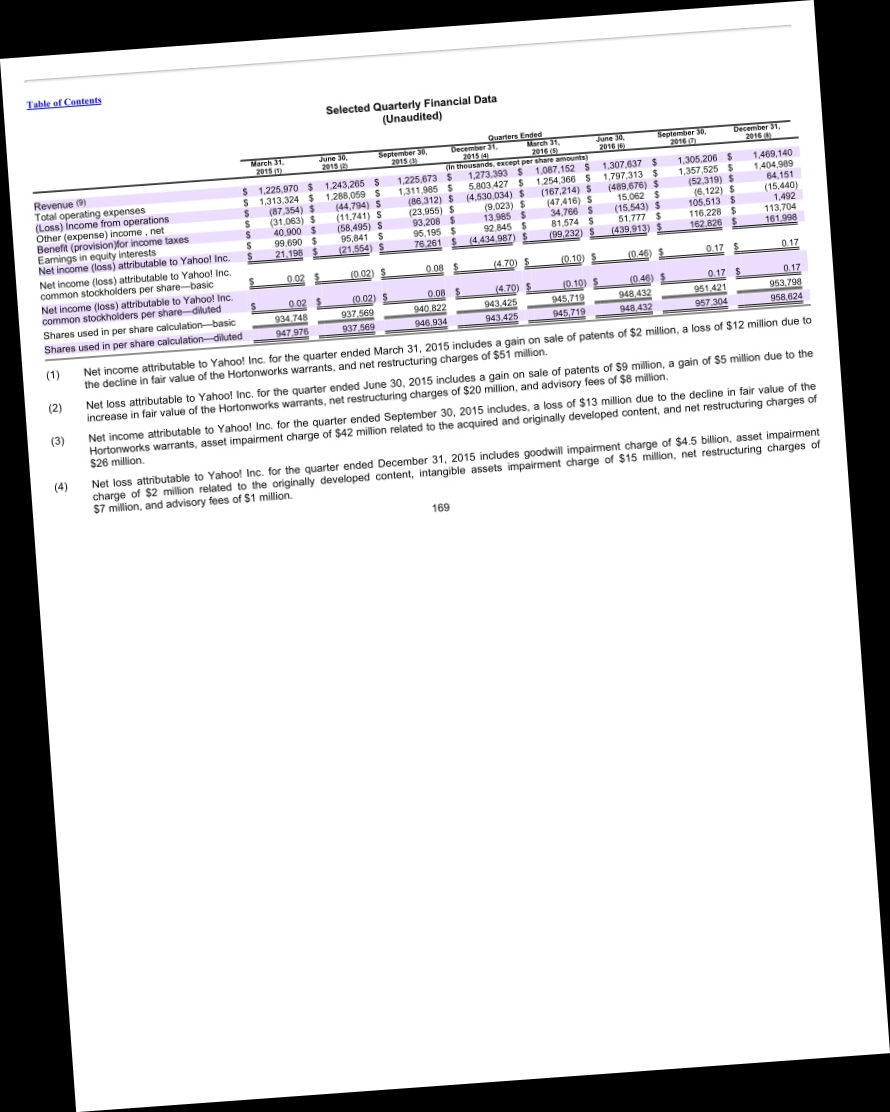 Table of Contents
Selected Quarterly Financial Data
(Unaudited)
Quarters Ended
March 31, 2015 (1) June 30, 2015 (2) September 30, 2015 (3) December 31, 2015 (4) March 31, 2016 (5) June 30, 2016 (6) September 30, 2016 (7) December 31, 2016 (8)
(In thousands, except per share amounts)
Revenue (9) $ 1,225,970 $ 1,243,265 $ 1,225,673 $ 1,273,393 $ 1,087,152 $ 1,307,637 $ 1,305,206 $ 1,469,140
Total operating expenses $ 1,313,324 $ 1,288,059 $ 1,311,985 $ 5,803,427 $ 1,254,366 $ 1,797,313 $ 1,357,525 $ 1,404,989
(Loss) Income from operations $ (87,354) $ (44,794) $ (86,312) $ (4,530,034) $ (167,214) $ (489,676) $ (52,319) $ 64,151
Other (expense) income , net $ (31,063) $ (11,741) $ (23,955) $ (9,023) $ (47,416) $ 15,062 $ (6,122) $ (15,440)
Benefit (provision)for income taxes $ 40,900 $ (58,495) $ 93,208 $ 13,985 $ 34,766 $ (15,543) $ 105,513 $ 1,492
Earnings in equity interests $ 99,690 $ 95,841 $ 95,195 $ 92,845 $ 81,574 $ 51,777 $ 116,228 $ 113,704
Net income (loss) attributable to Yahoo! Inc. $ 21,198 $ (21,554) $ 76,261 $ (4,434,987) $ (99,232) $ (439,913) $ 162,826 $ 161,998
Net income (loss) attributable to Yahoo! Inc.
common stockholders per share—basic $ 0.02 $ (0.02) $ 0.08 $ (4.70) $ (0.10) $ (0.46) $ 0.17 $ 0.17
Net income (loss) attributable to Yahoo! Inc.
common stockholders per share—diluted $ 0.02 $ (0.02) $ 0.08 $ (4.70) $ (0.10) $ (0.46) $ 0.17 $ 0.17
Shares used in per share calculation—basic 934,748 937,569 940,822 943,425 945,719 948,432 951,421 953,798
Shares used in per share calculation—diluted 947,976 937,569 946,934 943,425 945,719 948,432 957,304 958,624
(1) Net income attributable to Yahoo! Inc. for the quarter ended March 31, 2015 includes a gain on sale of patents of $2 million, a loss of $12 million due to
the decline in fair value of the Hortonworks warrants, and net restructuring charges of $51 million.
(2) Net loss attributable to Yahoo! Inc. for the quarter ended June 30, 2015 includes a gain on sale of patents of $9 million, a gain of $5 million due to the
increase in fair value of the Hortonworks warrants, net restructuring charges of $20 million, and advisory fees of $8 million.
(3) Net income attributable to Yahoo! Inc. for the quarter ended September 30, 2015 includes, a loss of $13 million due to the decline in fair value of the
Hortonworks warrants, asset impairment charge of $42 million related to the acquired and originally developed content, and net restructuring charges of
$26 million.
(4) Net loss attributable to Yahoo! Inc. for the quarter ended December 31, 2015 includes goodwill impairment charge of $4.5 billion, asset impairment
charge of $2 million related to the originally developed content, intangible assets impairment charge of $15 million, net restructuring charges of
$7 million, and advisory fees of $1 million.
169